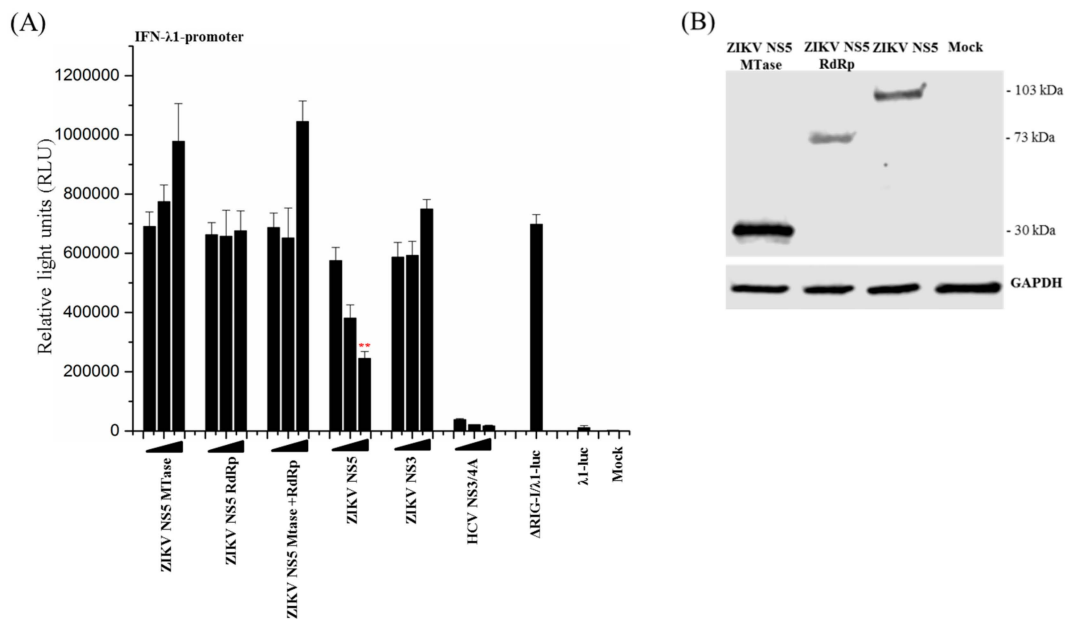 (A)
IFN-λ1-promoter
Relative light units (RLU)
1200000
1000000
800000
600000
400000
200000
0
**
ZIKV NS5 MTase
ZIKV NS5 RdRp
ZIKV NS5 Mtase +RdRp
ZIKV NS5
ZIKV NS3
HCV NS3/4A
ΔRIG-I/λ1-luc
λ1-luc
Mock
(B)
ZIKV NS5
MTase
ZIKV NS5
RdRp
ZIKV NS5
Mock
- 103 kDa
- 73 kDa
- 30 kDa
GAPDH